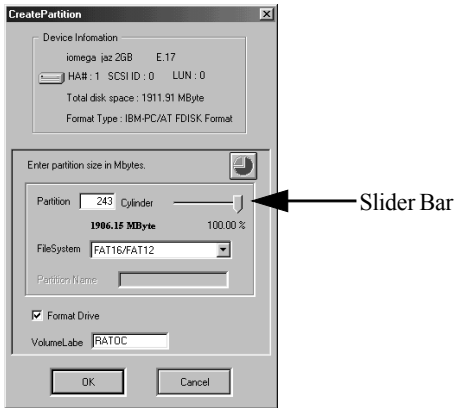 CreatePartition
Device Infomation
iomega jaz 2GB E.17
HA# : 1 SCSI ID : 0 LUN : 0
Total disk space : 1911.91 MByte
Format Type : IBM-PC/AT FDISK Format
Enter partition size in Mbytes.
Partition 243 Cylinder
Slider Bar
1906.15 MByte 100.00 %
FileSystem FAT16/FAT12
Partition Name
Format Drive
VolumeLabe RATOC
OK Cancel